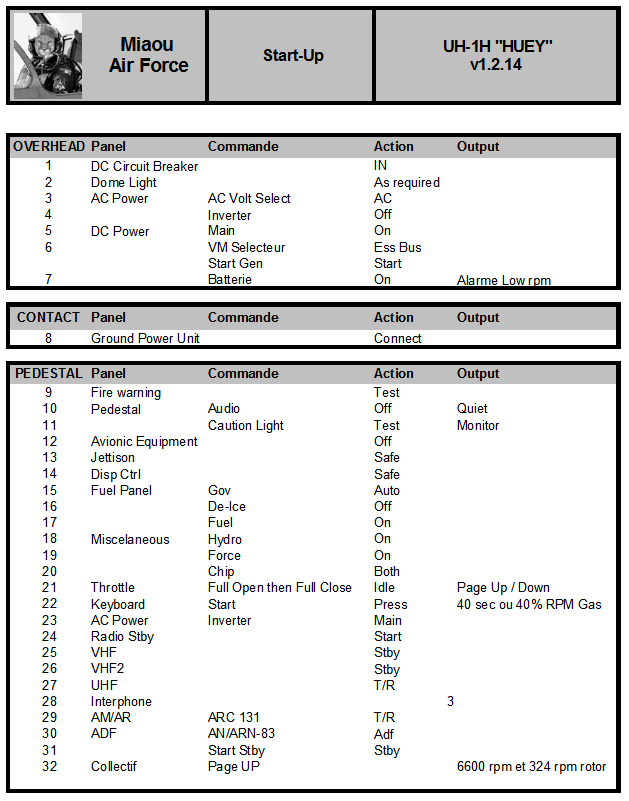 Miaou
Air Force
Start-Up
UH-1H "HUEY"
v1.2.14
OVERHEAD Panel Commande Action Output
1 DC Circuit Breaker IN
2 Dome Light As required
3 AC Power AC Volt Select AC
4 Inverter Off
5 DC Power Main On
6 VM Selecteur Ess Bus
Start Gen Start
7 Batterie On Alarme Low rpm
CONTACT Panel Commande Action Output
8 Ground Power Unit Connect
PEDESTAL Panel Commande Action Output
9 Fire warning Test
10 Pedestal Audio Off Quiet
11 Caution Light Test Monitor
12 Avionic Equipment Off
13 Jettison Safe
14 Disp Ctrl Safe
15 Fuel Panel Gov Auto
16 De-Ice Off
17 Fuel On
18 Miscelaneous Hydro On
19 Force On
20 Chip Both
21 Throttle Full Open then Full Close Idle Page Up / Down
22 Keyboard Start Press 40 sec ou 40% RPM Gas
23 AC Power Inverter Main
24 Radio Stby Start
25 VHF Stby
26 VHF2 Stby
27 UHF T/R
28 Interphone 3
29 AM/AR ARC 131 T/R
30 ADF AN/ARN-83 Adf
31 Start Stby Stby
32 Collectif Page UP 6600 rpm et 324 rpm rotor